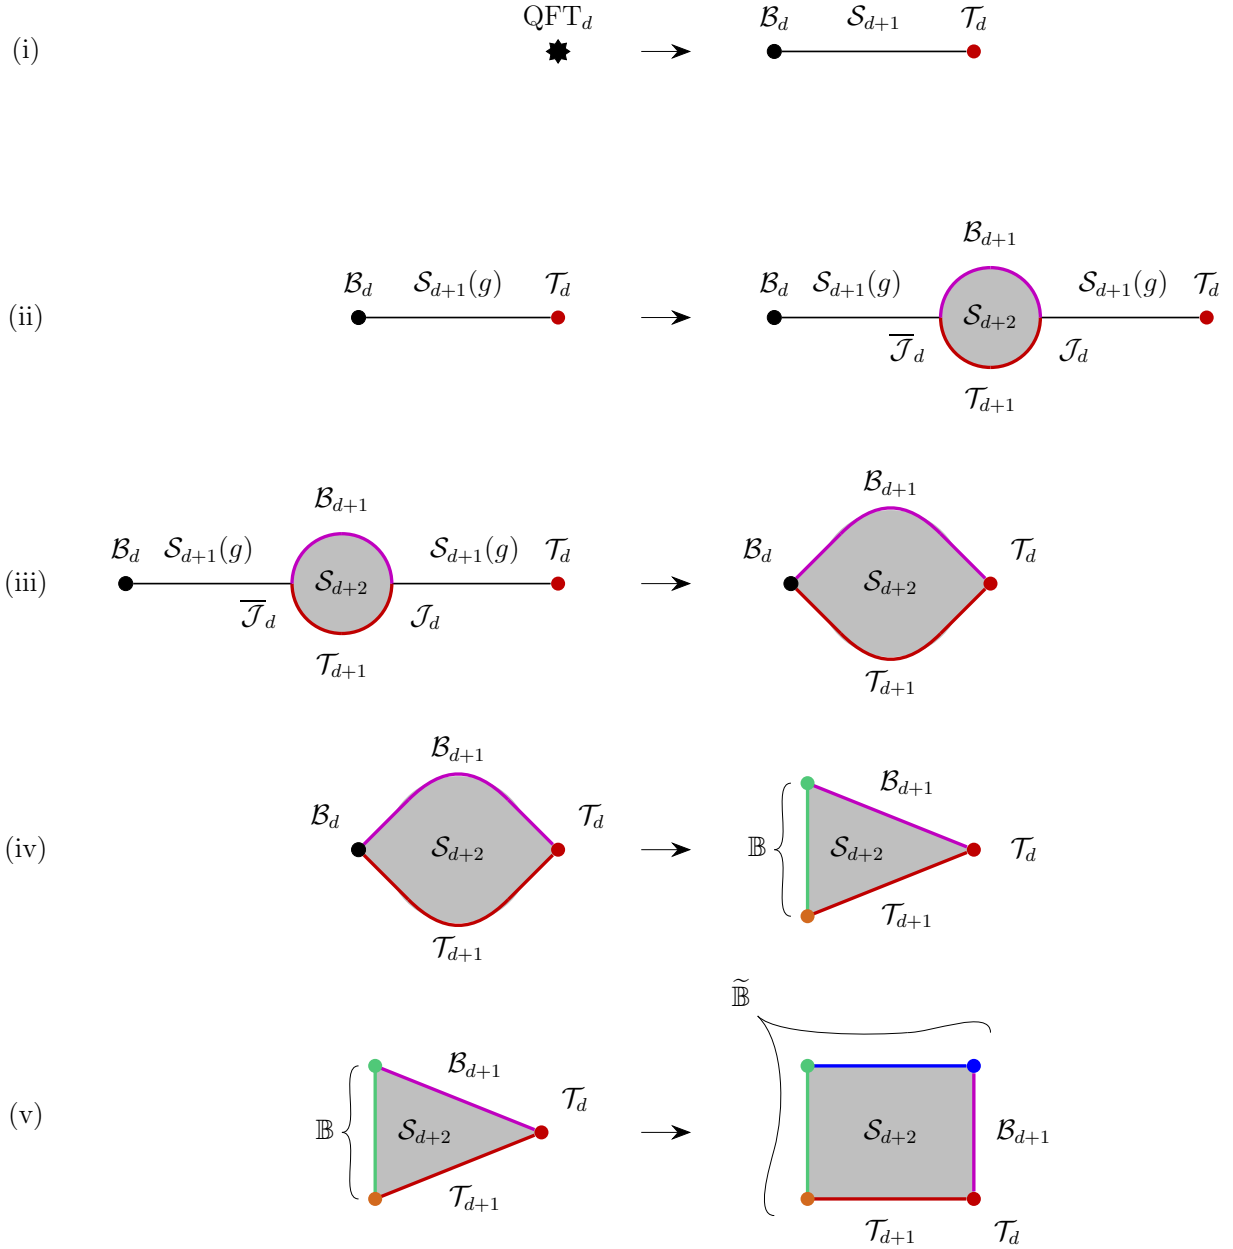 (i) QFT_d 𝓑_d 𝓢_{d+1} 𝓣_d
(ii) 𝓑_d 𝓢_{d+1}(g) 𝓣_d 𝓑_d 𝓢_{d+1}(g) 𝓑_{d+1} 𝓢_{d+2} 𝓢_{d+1}(g) 𝓣_d
\overline{𝓙}_d 𝓙_d
𝓣_{d+1}
(iii) 𝓑_d 𝓢_{d+1}(g) 𝓑_{d+1} 𝓢_{d+2} 𝓢_{d+1}(g) 𝓣_d 𝓑_d 𝓑_{d+1} 𝓢_{d+2} 𝓣_d
\overline{𝓙}_d 𝓙_d
𝓣_{d+1} 𝓣_{d+1}
(iv) 𝓑_d 𝓑_{d+1} 𝓢_{d+2} 𝓣_d 𝔹 𝓑_{d+1} 𝓢_{d+2} 𝓣_d
𝓣_{d+1} 𝓣_{d+1}
\widetilde{𝔹}
(v) 𝔹 𝓑_{d+1} 𝓢_{d+2} 𝓣_d 𝓢_{d+2} 𝓑_{d+1}
𝓣_{d+1} 𝓣_{d+1} 𝓣_d